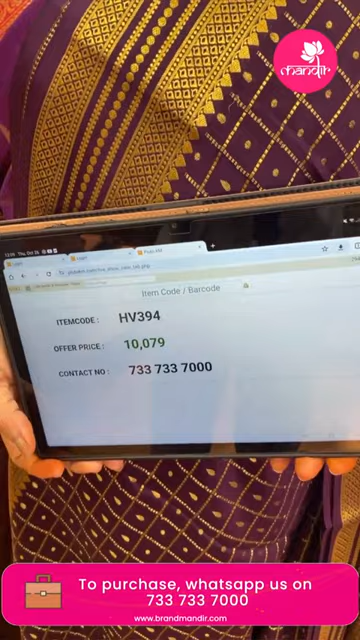 mandir
Item Code / Barcode
ITEMCODE : HV394
OFFER PRICE : 10,079
CONTACT NO : 733 733 7000
To purchase, whatsapp us on
733 733 7000
www.brandmandir.com